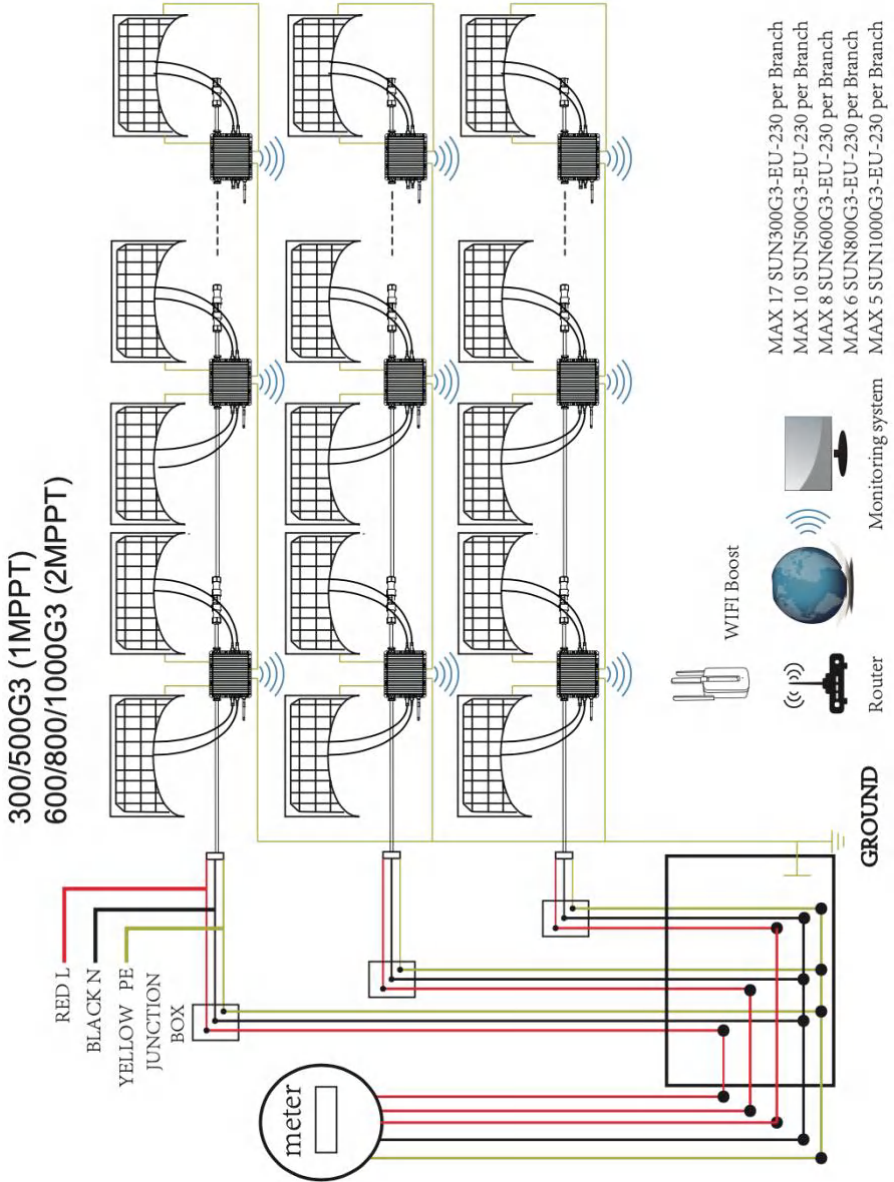 300/500G3 (1MPPT)
600/800/1000G3 (2MPPT)
RED L
BLACK N
YELLOW PE
JUNCTION
BOX
meter
GROUND
WIFI Boost
Router
Monitoring system
MAX 17 SUN300G3-EU-230 per Branch
MAX 10 SUN500G3-EU-230 per Branch
MAX 8 SUN600G3-EU-230 per Branch
MAX 6 SUN800G3-EU-230 per Branch
MAX 5 SUN1000G3-EU-230 per Branch